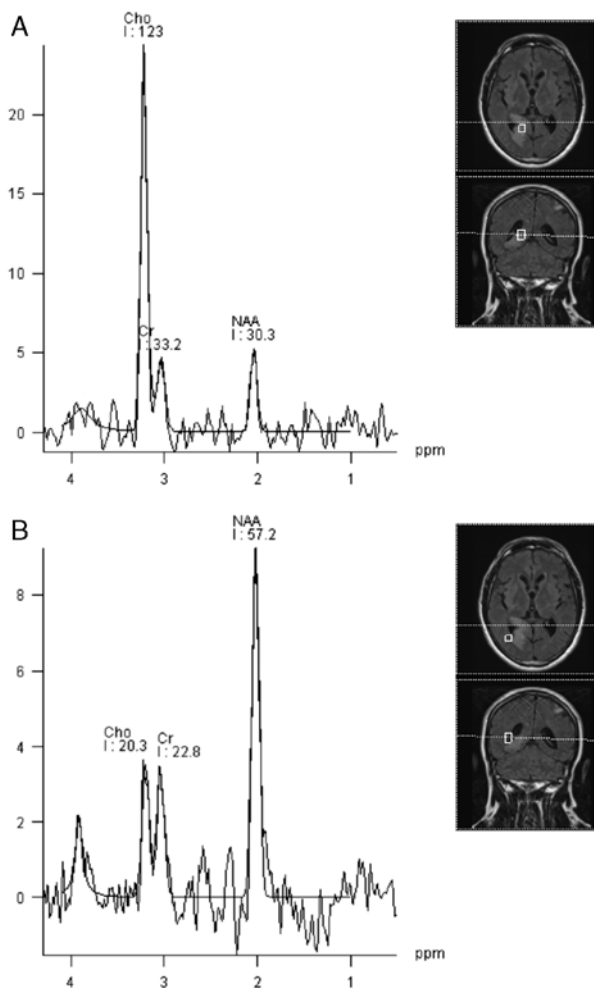 A
Cho
I : 123
20
15
10
5
0
Cr
I : 33.2
NAA
I : 30.3
ppm
4 3 2 1
B
NAA
I : 57.2
8
6
4
2
0
Cho
I : 20.3
Cr
I : 22.8
ppm
4 3 2 1